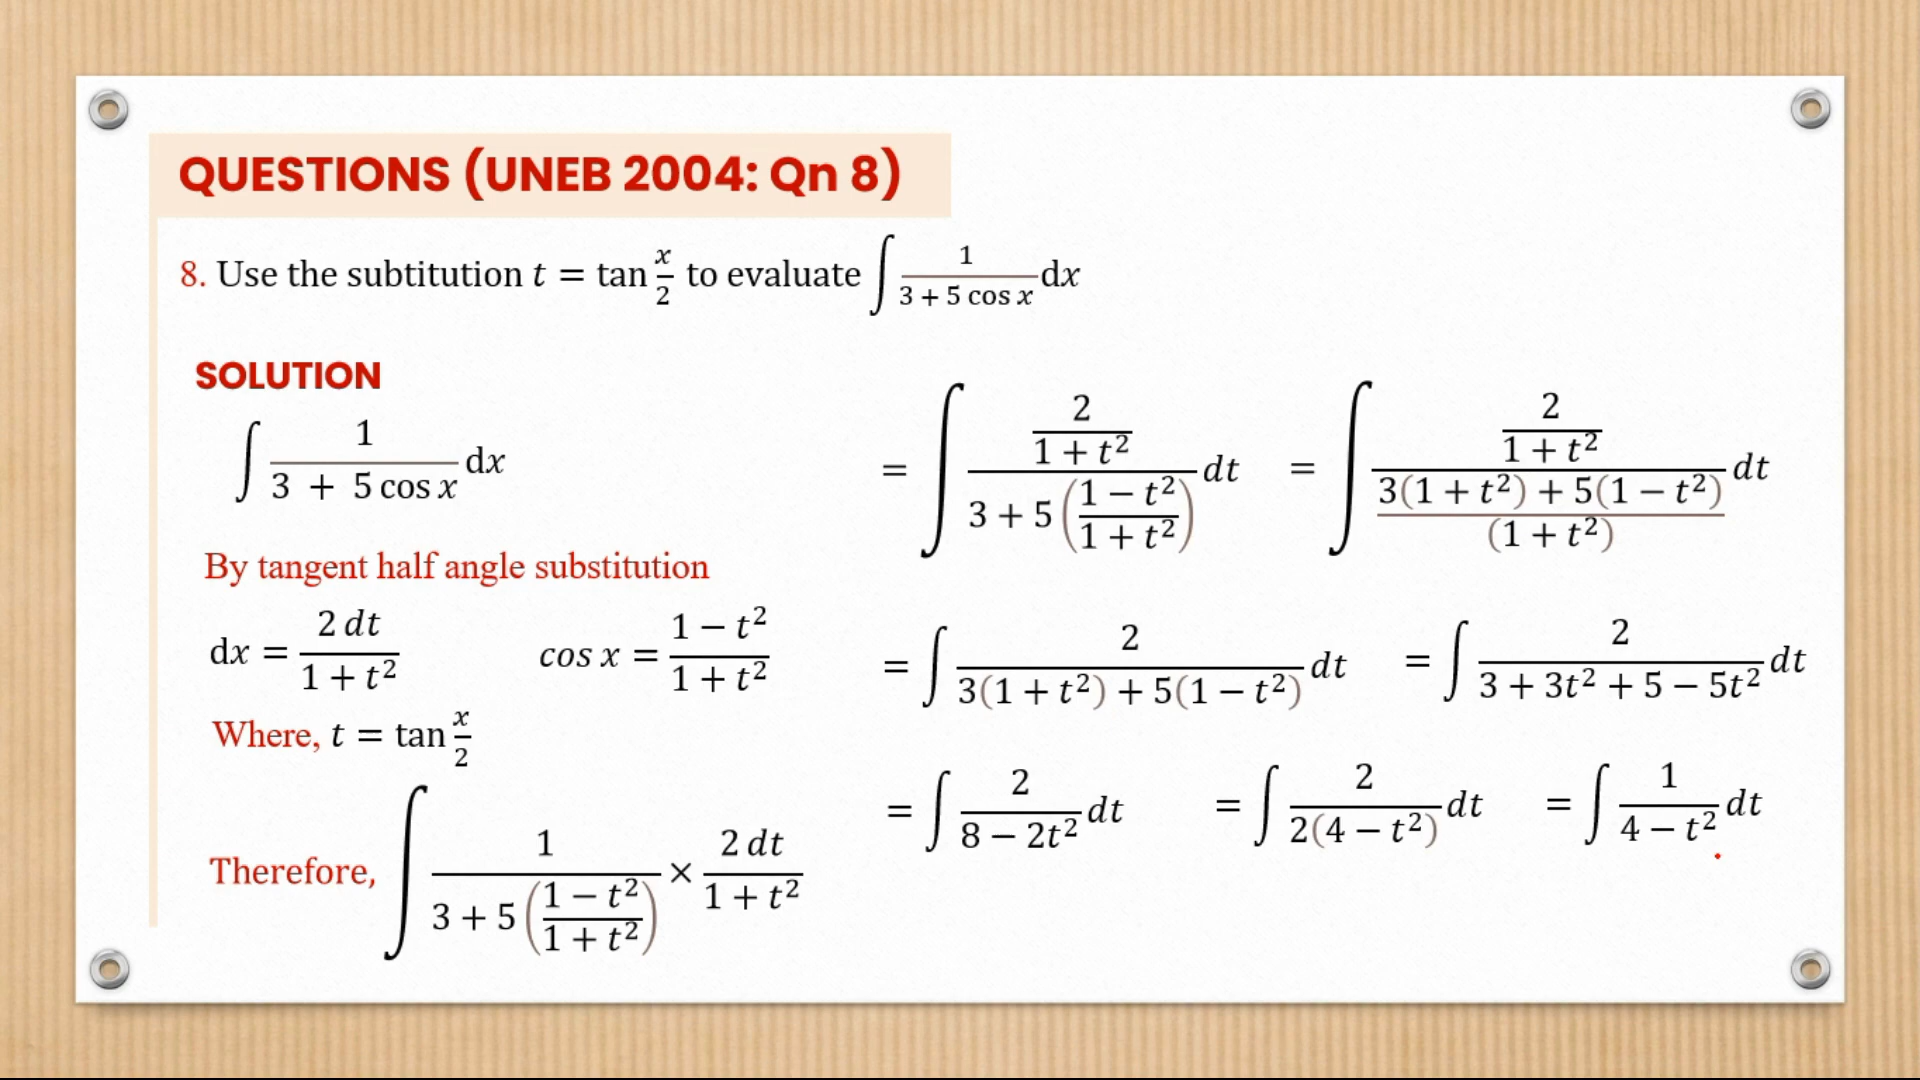 QUESTIONS (UNEB 2004: Qn 8)
8. Use the subtitution t = tan x/2 to evaluate ∫ 1/(3 + 5 cos x) dx
SOLUTION
∫ 1/(3 + 5 cos x) dx
By tangent half angle substitution
dx = 2 dt/(1 + t²) cos x = (1 − t²)/(1 + t²)
Where, t = tan x/2
Therefore, ∫ 1/(3 + 5((1 − t²)/(1 + t²))) × 2 dt/(1 + t²)
= ∫ (2/(1 + t²))/(3 + 5((1 − t²)/(1 + t²))) dt = ∫ (2/(1 + t²))/((3(1 + t²) + 5(1 − t²))/(1 + t²)) dt
= ∫ 2/(3(1 + t²) + 5(1 − t²)) dt = ∫ 2/(3 + 3t² + 5 − 5t²) dt
= ∫ 2/(8 − 2t²) dt = ∫ 2/(2(4 − t²)) dt = ∫ 1/(4 − t²) dt